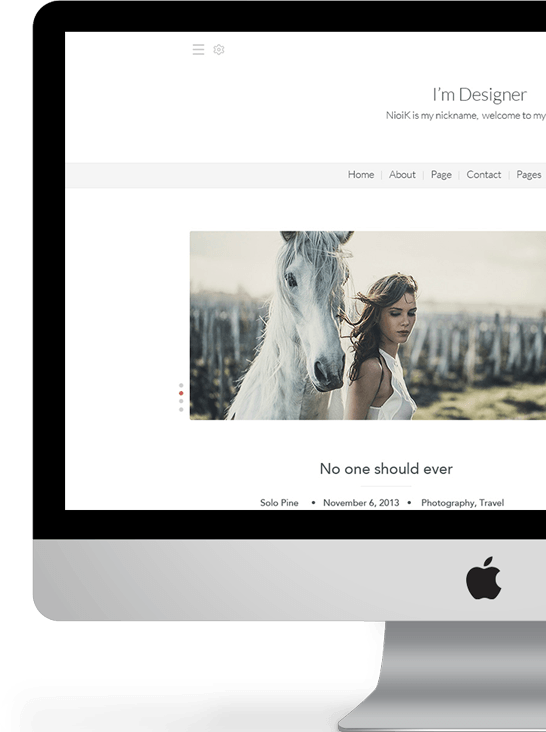 I'm Designer
NioiK is my nickname, welcome to my
Home | About | Page | Contact | Pages
No one should ever
Solo Pine • November 6, 2013 • Photography, Travel